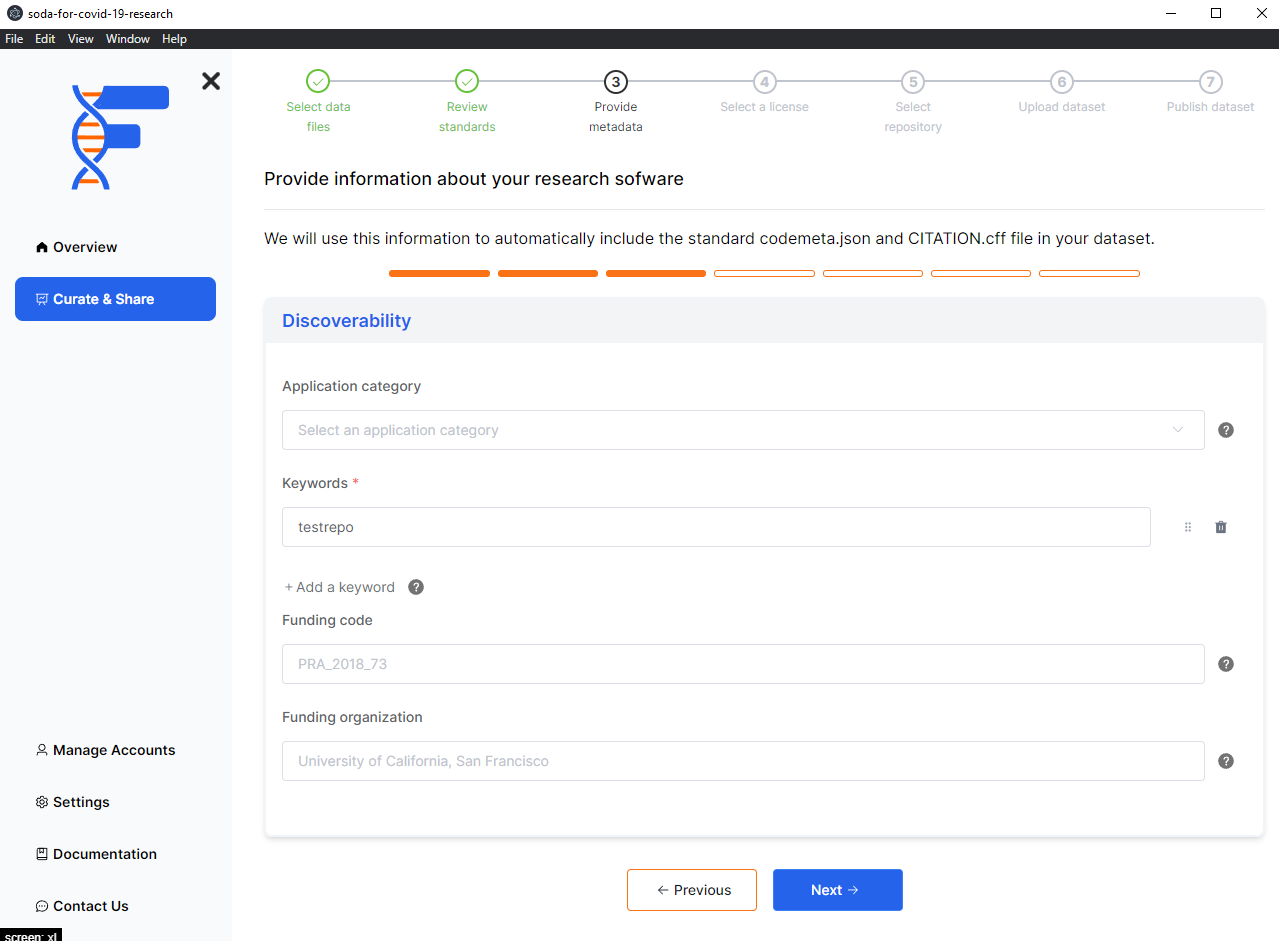 soda-for-covid-19-research
File Edit View Window Help
3 4 5 6 7
Select data files
Review standards
Provide metadata
Select a license
Select repository
Upload dataset
Publish dataset
Provide information about your research sofware
We will use this information to automatically include the standard codemeta.json and CITATION.cff file in your dataset.
Overview
Curate & Share
Discoverability
Application category
Select an application category ?
Keywords *
testrepo
+ Add a keyword ?
Funding code
PRA_2018_73 ?
Funding organization
University of California, San Francisco ?
Manage Accounts
Settings
Documentation
Contact Us
← Previous
Next →
screen: xl